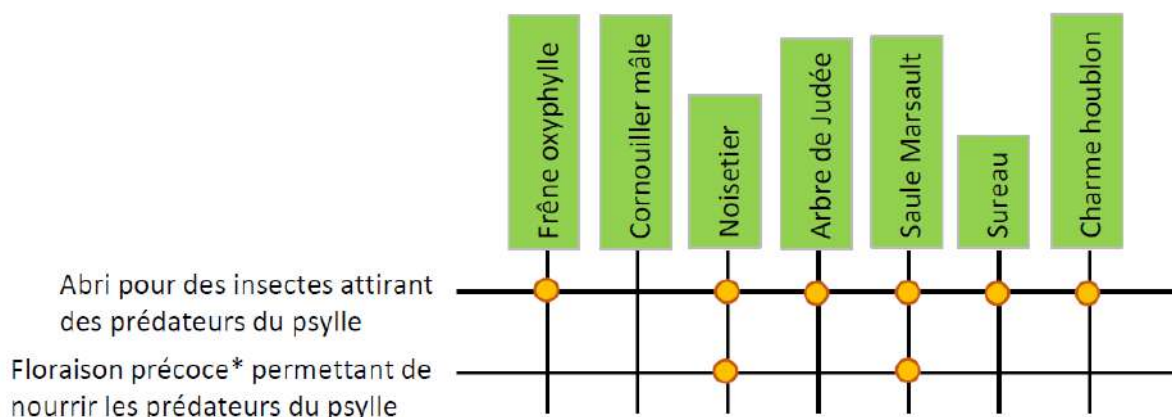 Frêne oxyphylle
Cornouiller mâle
Noisetier
Arbre de Judée
Saule Marsault
Sureau
Charme houblon
Abri pour des insectes attirant
des prédateurs du psylle
Floraison précoce* permettant de
nourrir les prédateurs du psylle